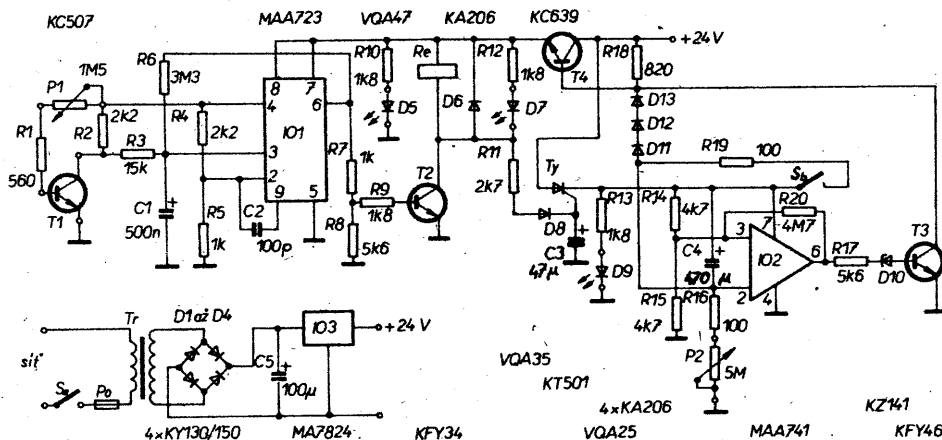 KC507 MAA723 VQA47 KA206 KC639
R6 R10 Re R12 R18 +24V
P1 1M5 3M3 8 7 1k8 1k8 T4 820
R1 R2 2k2 R4 4 6 D5 D6 D7 D13
2k2 IO1 D12
R3 3 R7 R11 D11 R19 100
15k 2 1k T2 2k7 Ty Sb
560 T1 C1 R5 C2 9 5 R9 D8 R13 R14 R20
500n 1k 100p R8 1k8 C3 1k8 4k7 4M7 T3
5k6 47µ D9 C4 3 7 IO2 6 R17 D10
470µ 2 4 5k6
R15 R16
4k7 100
Tr D1 až D4 IO3 +24V
síť C5 VQA35 P2
Sa Po 100µ KT501 5M
4xKA206 KZ141
4xKY130/150 MA7824 KFY34 VQA25 MAA741 KFY46